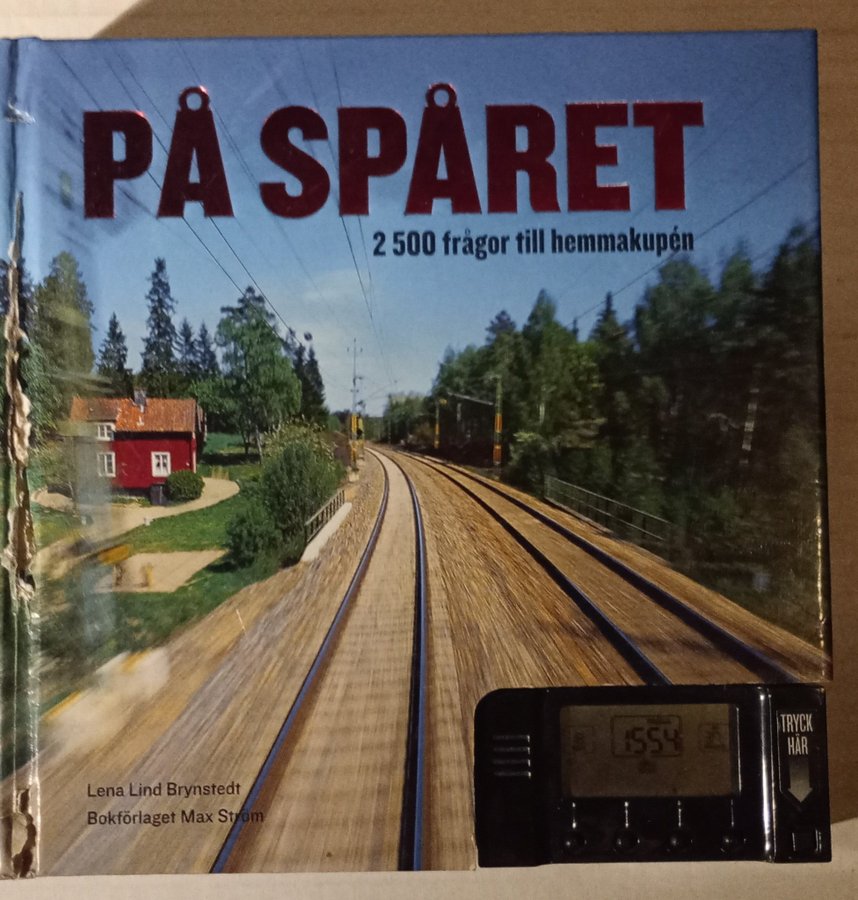 PÅ SPÅRET
2 500 frågor till hemmakupén
1554
TRYCK
HÄR
Lena Lind Brynstedt
Bokförlaget Max Ström